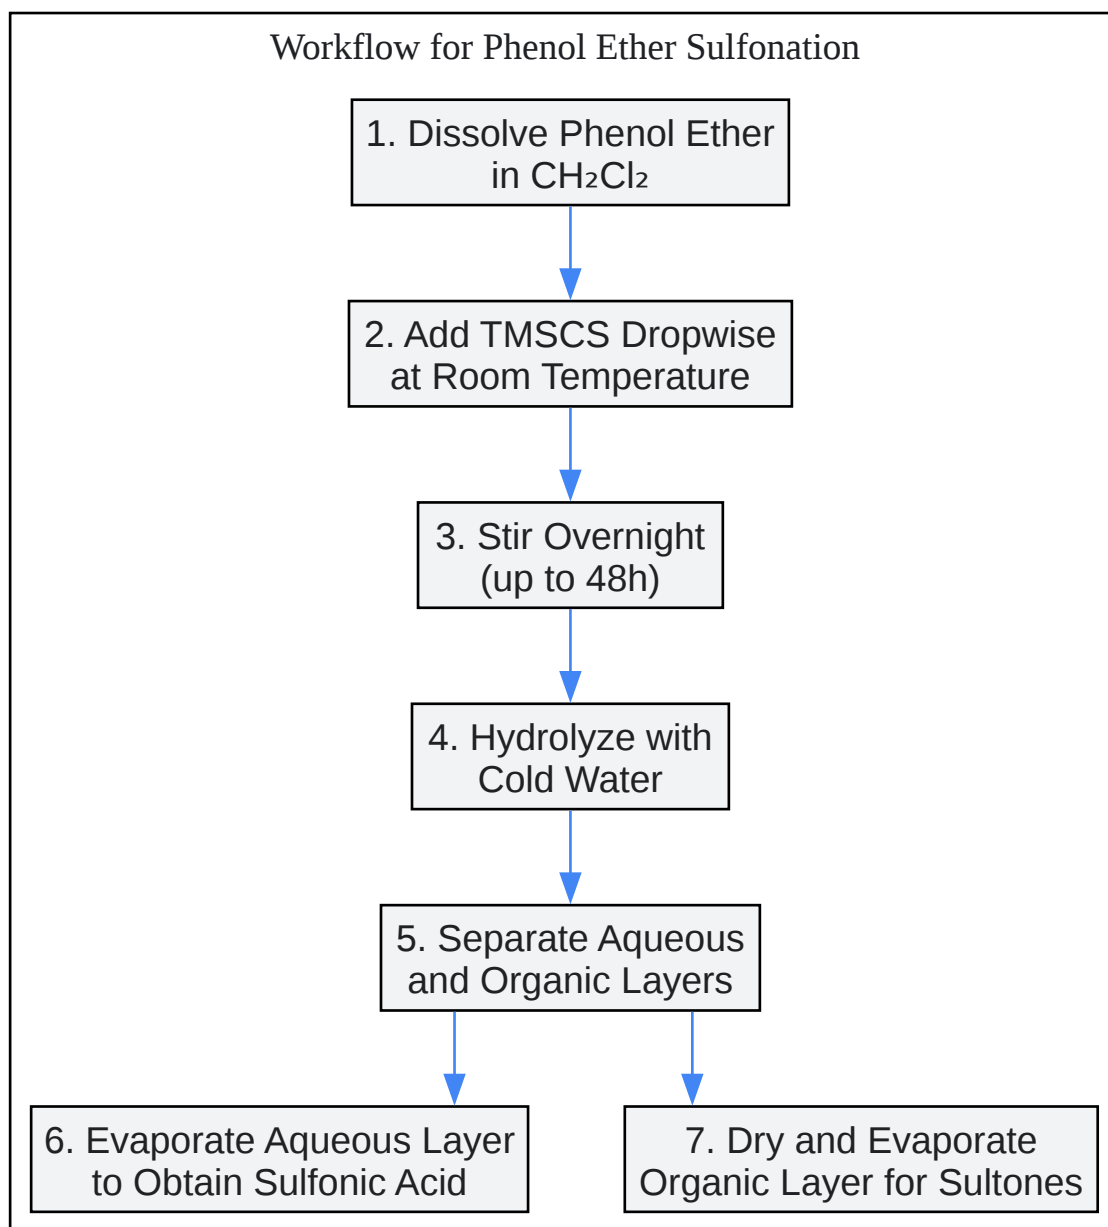 Workflow for Phenol Ether Sulfonation
1. Dissolve Phenol Ether
in CH₂Cl₂
2. Add TMSCS Dropwise
at Room Temperature
3. Stir Overnight
(up to 48h)
4. Hydrolyze with
Cold Water
5. Separate Aqueous
and Organic Layers
6. Evaporate Aqueous Layer
to Obtain Sulfonic Acid
7. Dry and Evaporate
Organic Layer for Sultones